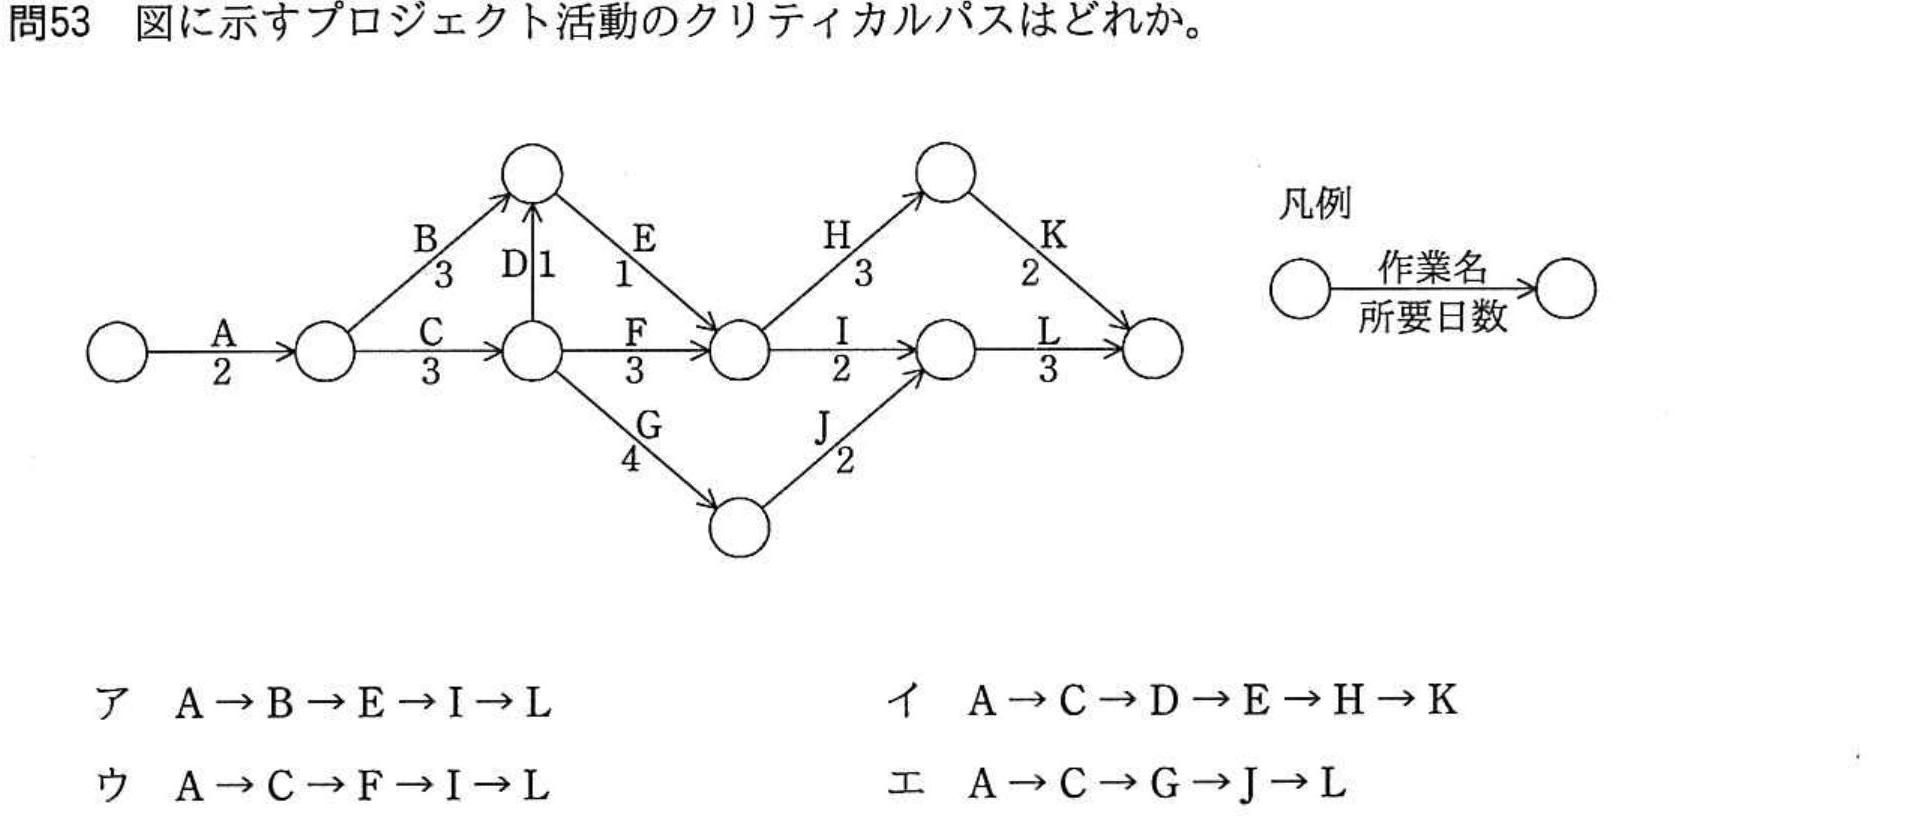 問53 図に示すプロジェクト活動のクリティカルパスはどれか。
B
3
D 1
E
1
H
3
K
2
凡例
作業名
所要日数
A
2
C
3
F
3
I
2
L
3
G
4
J
2
ア A→B→E→I→L
イ A→C→D→E→H→K
ウ A→C→F→I→L
エ A→C→G→J→L